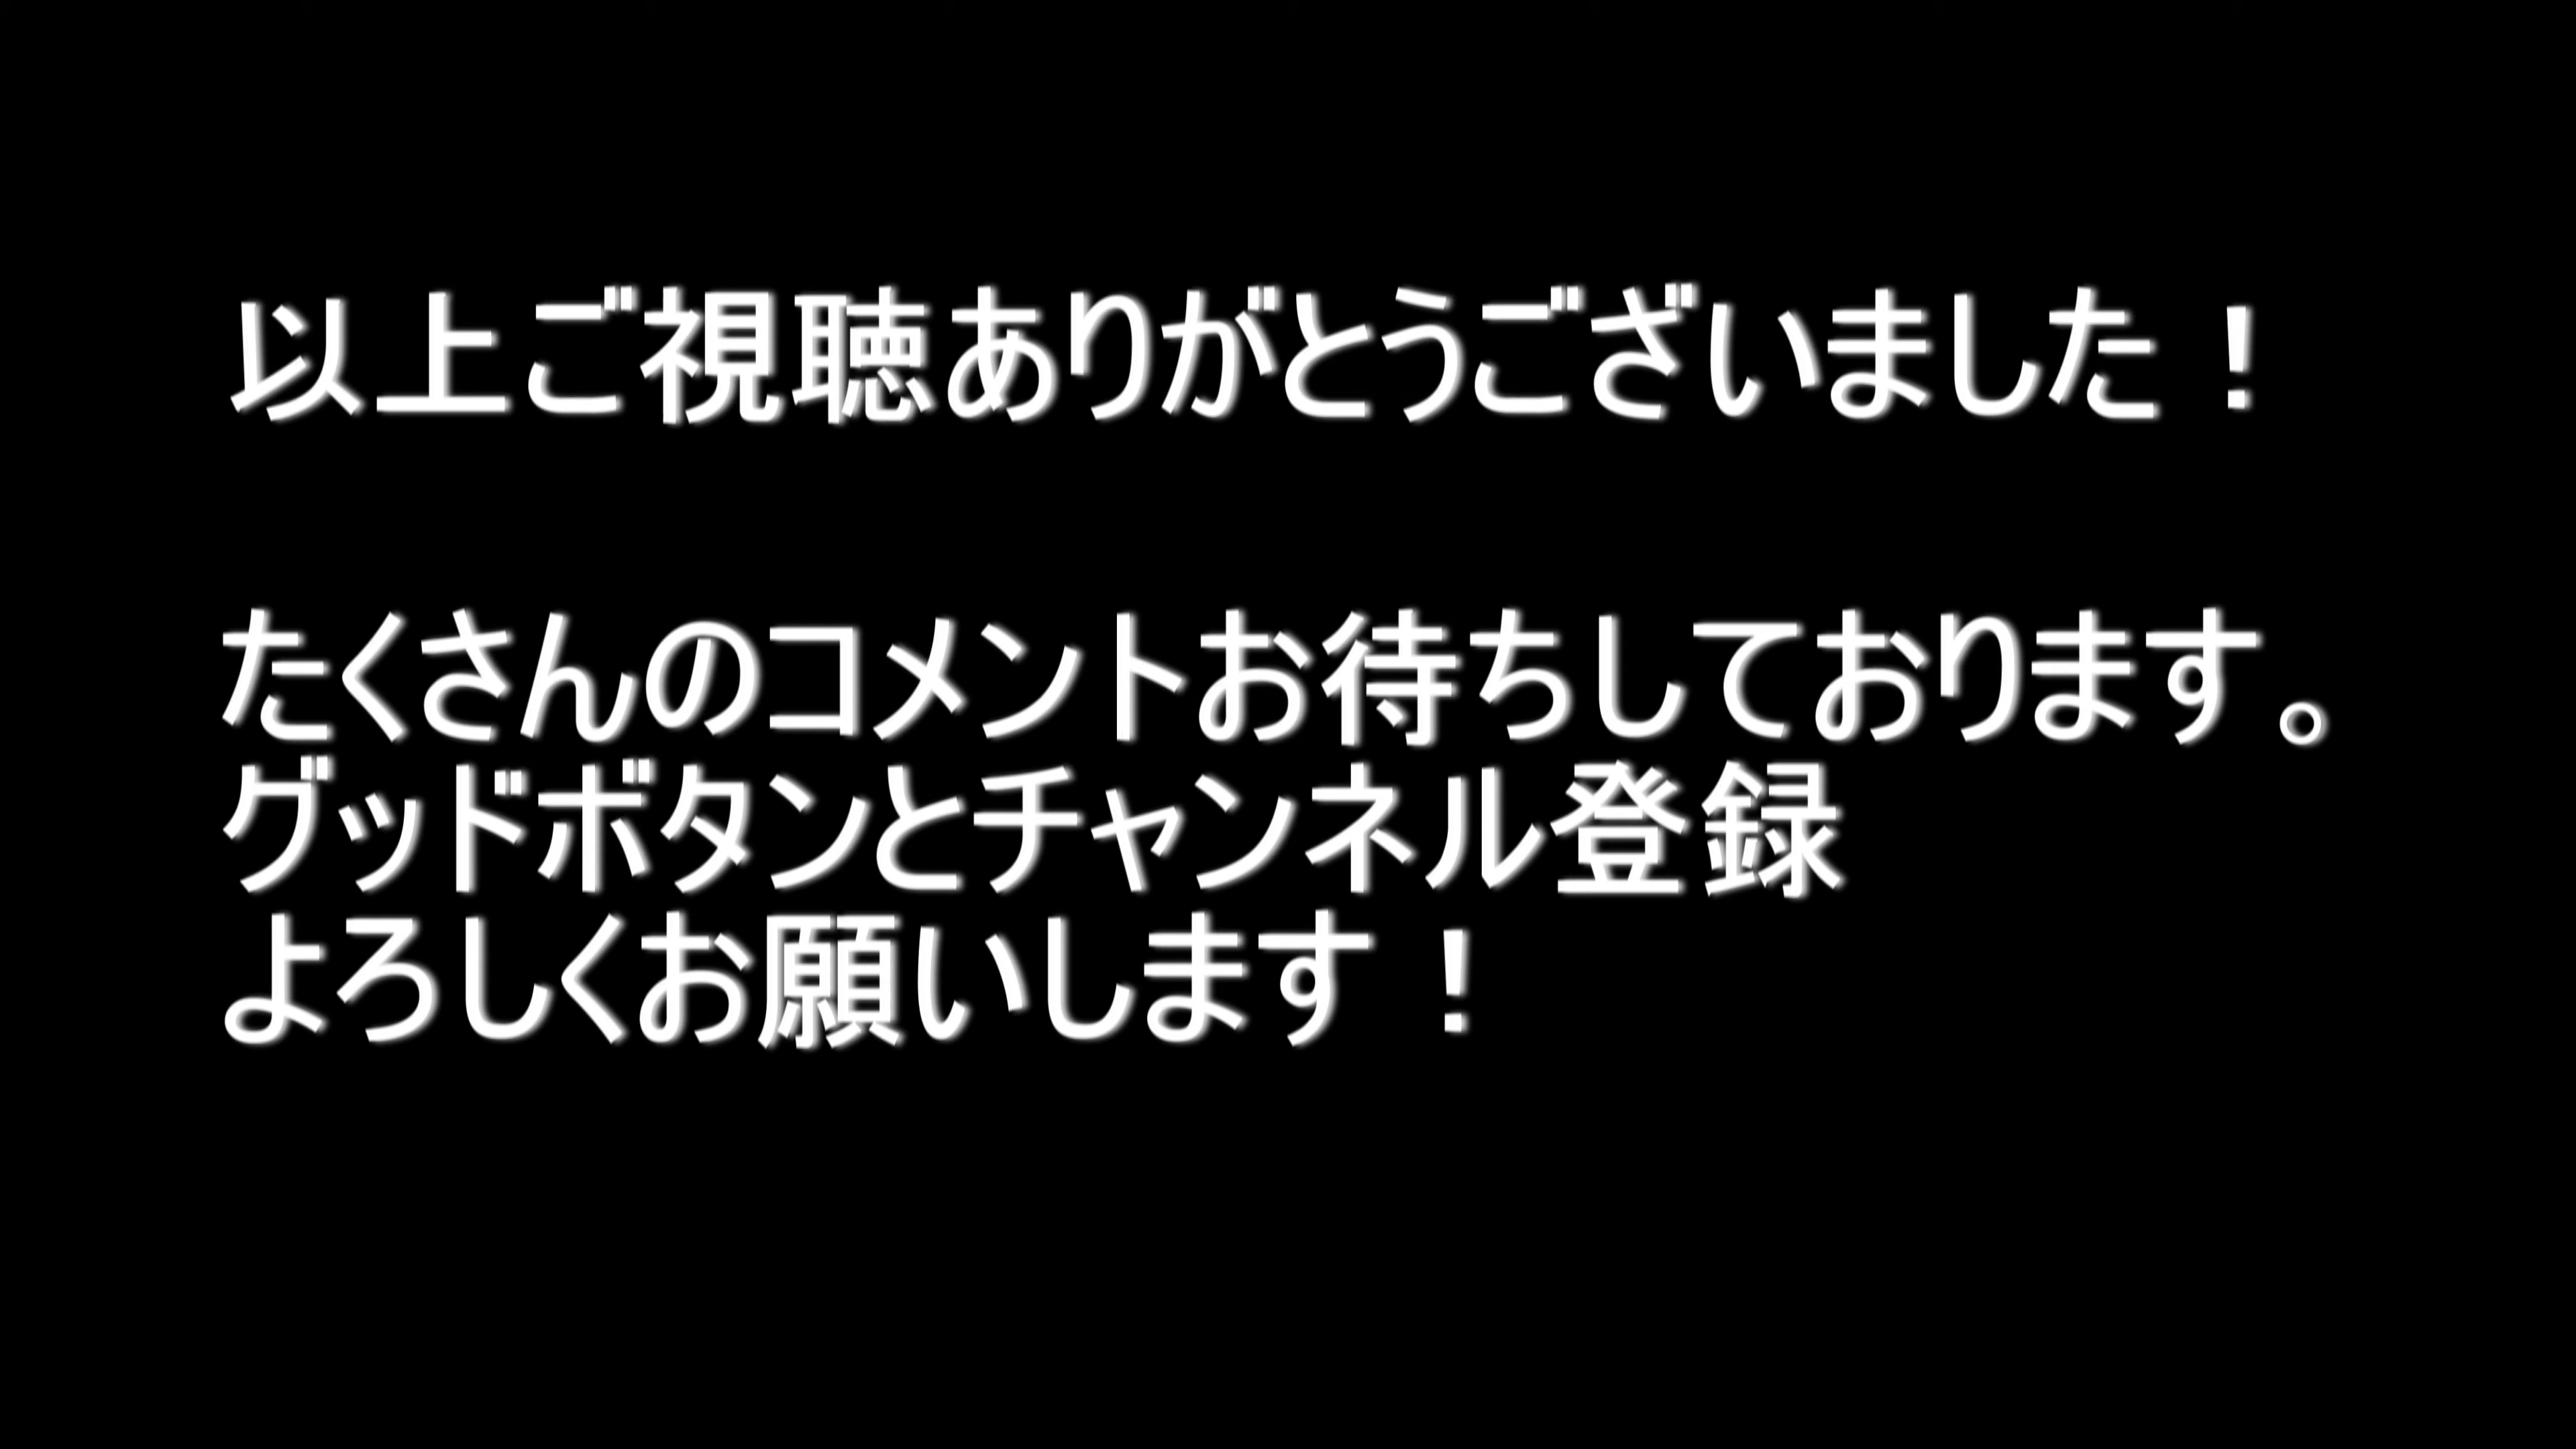 以上ご視聴ありがとうございました！
たくさんのコメントお待ちしております。
グッドボタンとチャンネル登録
よろしくお願いします！